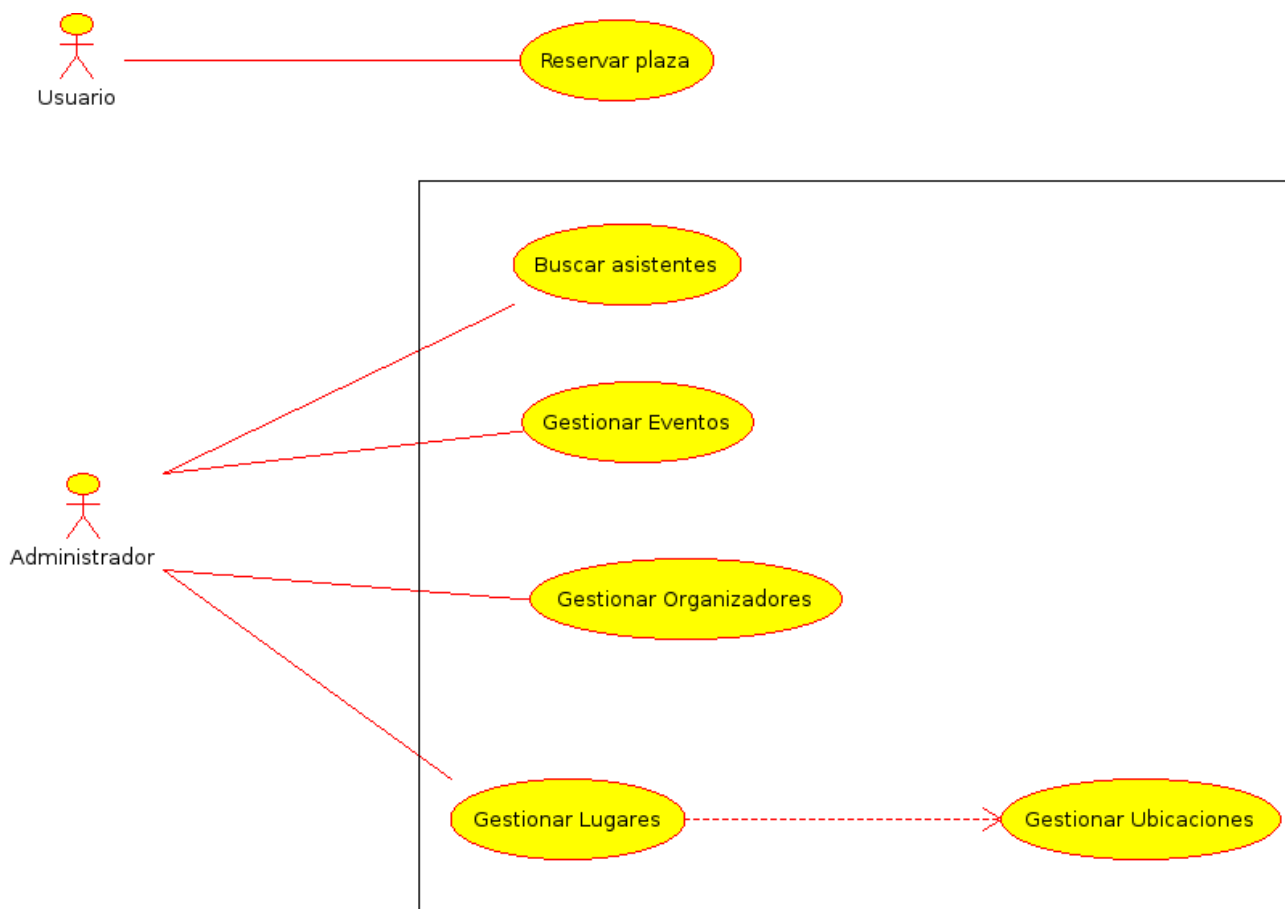 Reservar plaza
Usuario
Buscar asistentes
Gestionar Eventos
Administrador
Gestionar Organizadores
Gestionar Lugares
Gestionar Ubicaciones